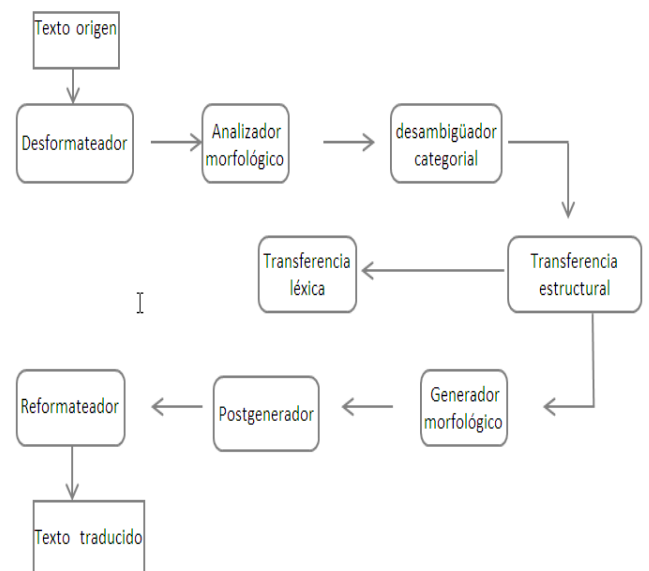 Texto origen
Desformateador
Analizador
morfológico
desambigüador
categorial
Transferencia
léxica
Transferencia
estructural
Reformateador
Postgenerador
Generador
morfológico
Texto traducido